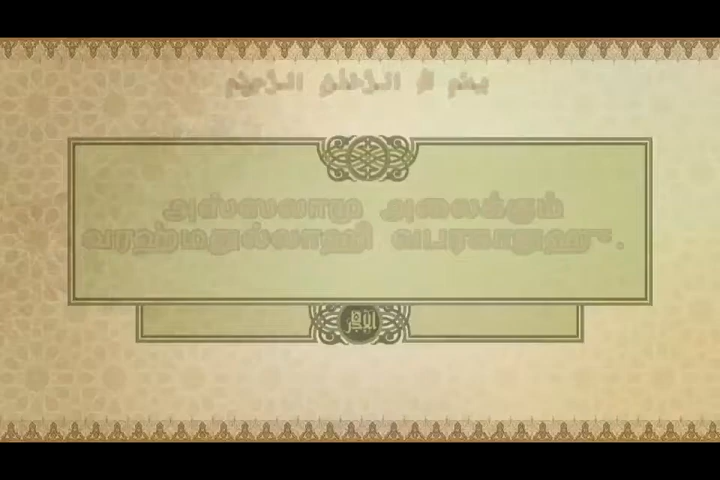 بسم الله الرحمن الرحيم
அஸ்ஸலாமு அலைக்கும்
வரஹ்மதுல்லாஹி வபரகாதுஹு".